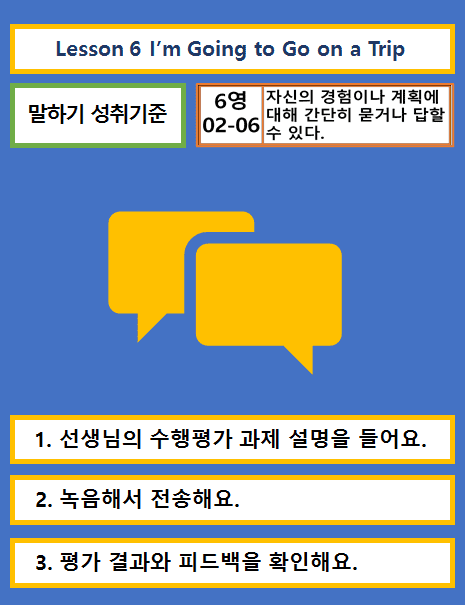 Lesson 6 I’m Going to Go on a Trip
말하기 성취기준
6영
02-06
자신의 경험이나 계획에
대해 간단히 묻거나 답할
수 있다.
1. 선생님의 수행평가 과제 설명을 들어요.
2. 녹음해서 전송해요.
3. 평가 결과와 피드백을 확인해요.